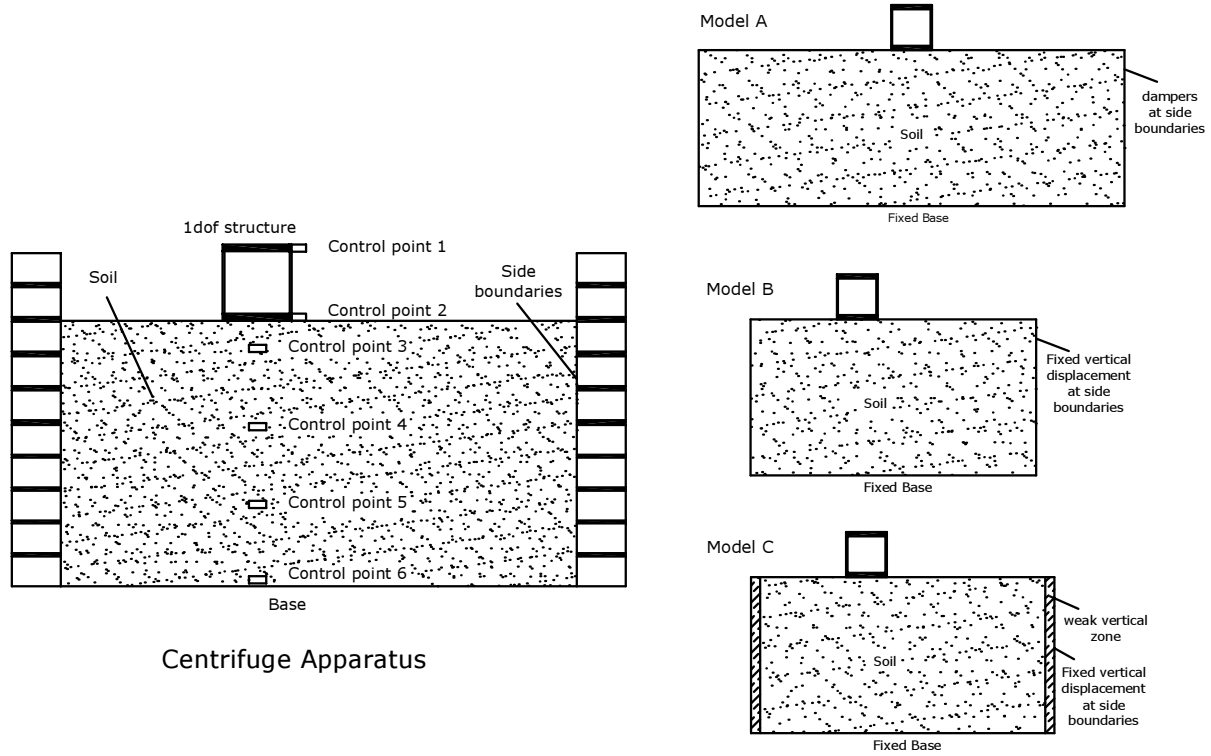 1dof structure
Control point 1
Soil
Side
boundaries
Control point 2
Control point 3
Control point 4
Control point 5
Control point 6
Base
Centrifuge Apparatus
Model A
dampers
at side
boundaries
Soil
Fixed Base
Model B
Fixed vertical
displacement
at side
boundaries
Soil
Fixed Base
Model C
weak vertical
zone
Soil
Fixed vertical
displacement
at side
boundaries
Fixed Base